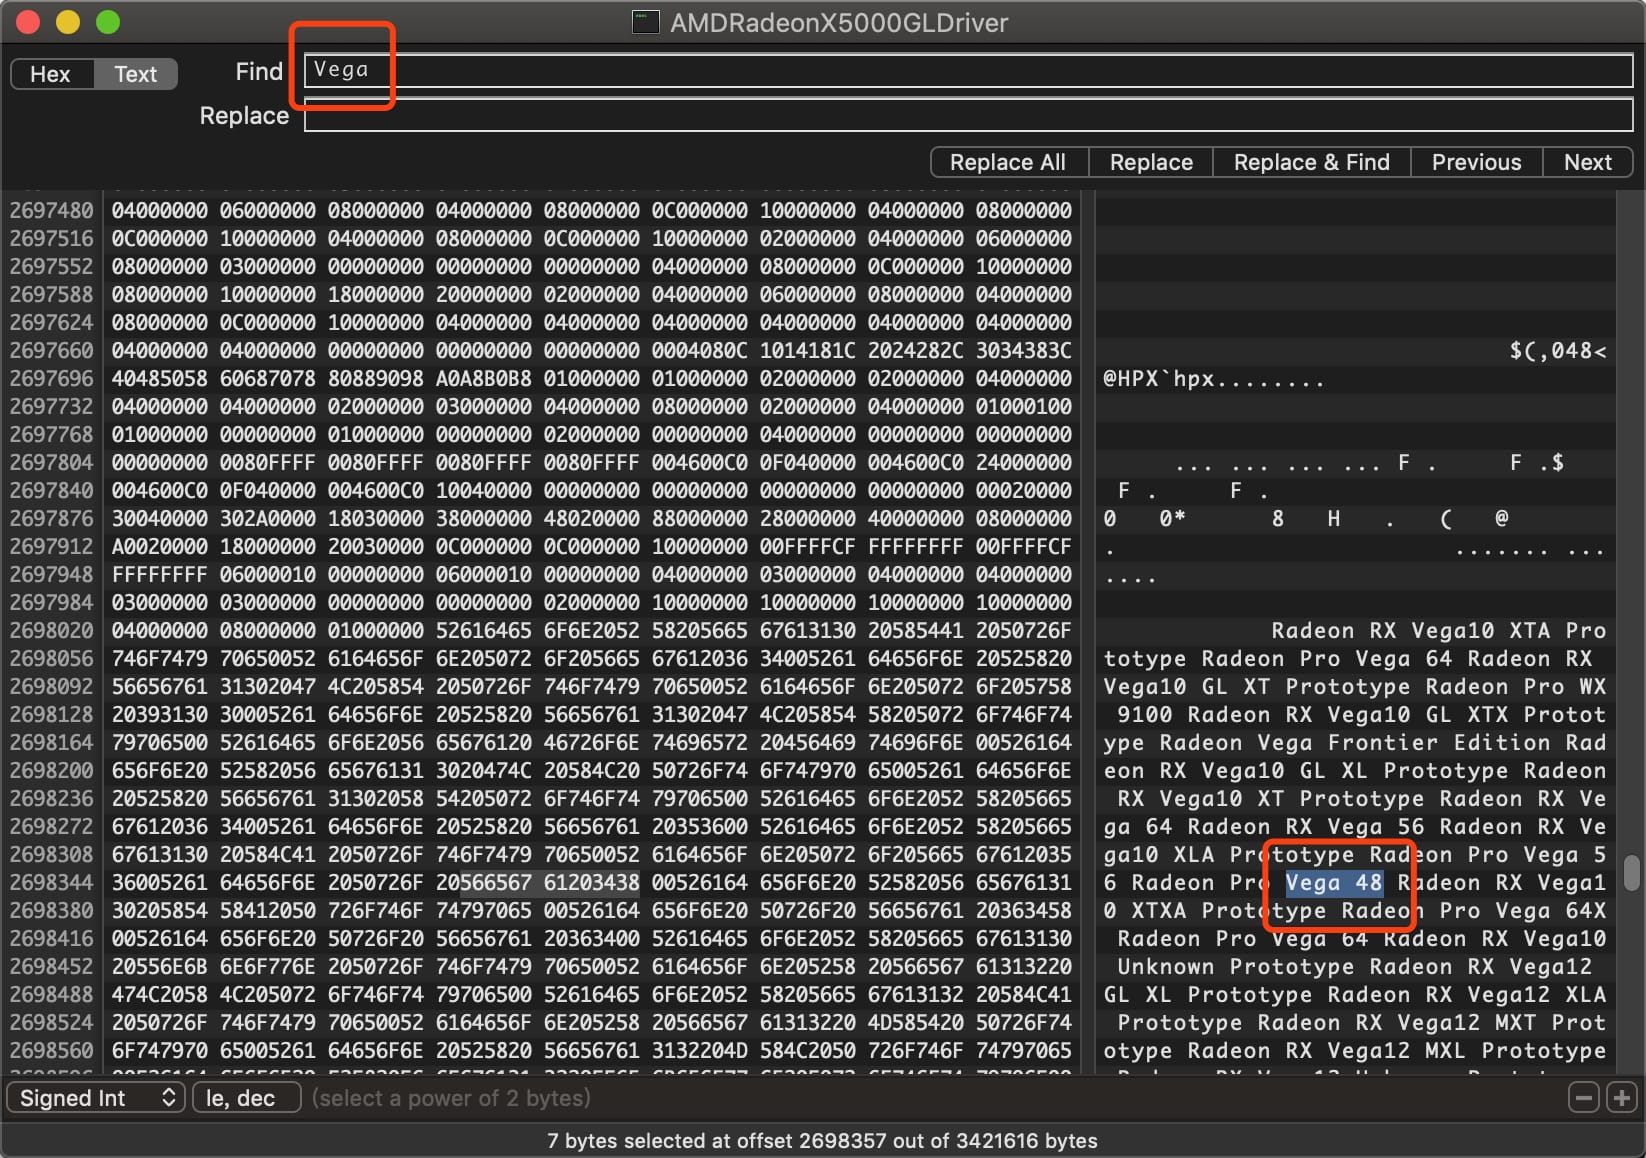 AMDRadeonX5000GLDriver
Hex Text Find Vega
Replace
Replace All Replace Replace & Find Previous Next
2697480 04000000 06000000 08000000 04000000 08000000 0C000000 10000000 04000000 08000000
2697516 0C000000 10000000 04000000 08000000 0C000000 10000000 02000000 04000000 06000000
2697552 08000000 03000000 00000000 00000000 00000000 04000000 08000000 0C000000 10000000
2697588 08000000 10000000 18000000 20000000 02000000 04000000 06000000 08000000 04000000
2697624 08000000 0C000000 10000000 04000000 04000000 04000000 04000000 04000000 04000000
2697660 04000000 04000000 00000000 00000000 00000000 0004080C 1014181C 2024282C 3034383C $(,048<
2697696 40485058 60687078 80889098 A0A8B0B8 01000000 01000000 02000000 02000000 04000000 @HPX`hpx........
2697732 04000000 04000000 02000000 03000000 04000000 08000000 02000000 04000000 01000100
2697768 01000000 00000000 01000000 00000000 02000000 00000000 04000000 00000000 00000000
2697804 00000000 0080FFFF 0080FFFF 0080FFFF 0080FFFF 004600C0 0F040000 004600C0 24000000 ... ... ... ... F . F .$
2697840 004600C0 0F040000 004600C0 10040000 00000000 00000000 00000000 00000000 00020000 F . F .
2697876 30040000 302A0000 18030000 38000000 48020000 88000000 28000000 40000000 08000000 0 0* 8 H . ( @
2697912 A0020000 18000000 20030000 0C000000 0C000000 10000000 00FFFFCF FFFFFFFF 00FFFFCF . ....... ...
2697948 FFFFFFFF 06000010 00000000 06000010 00000000 04000000 03000000 04000000 04000000 ....
2697984 03000000 03000000 00000000 00000000 02000000 10000000 10000000 10000000 10000000
2698020 04000000 08000000 01000000 52616465 6F6E2052 58205665 67613130 20585441 2050726F Radeon RX Vega10 XTA Pro
2698056 746F7479 70650052 6164656F 6E205072 6F205665 67612036 34005261 64656F6E 20525820 totype Radeon Pro Vega 64 Radeon RX
2698092 56656761 31302047 4C205854 2050726F 746F7479 70650052 6164656F 6E205072 6F205758 Vega10 GL XT Prototype Radeon Pro WX
2698128 20393130 30005261 64656F6E 20525820 56656761 31302047 4C205854 58205072 6F746F74 9100 Radeon RX Vega10 GL XTX Protot
2698164 79706500 52616465 6F6E2056 65676120 46726F6E 74696572 20456469 74696F6E 00526164 ype Radeon Vega Frontier Edition Rad
2698200 656F6E20 52582056 65676131 3020474C 20584C20 50726F74 6F747970 65005261 64656F6E eon RX Vega10 GL XL Prototype Radeon
2698236 20525820 56656761 31302058 54205072 6F746F74 79706500 52616465 6F6E2052 58205665 RX Vega10 XT Prototype Radeon RX Ve
2698272 67612036 34005261 64656F6E 20525820 56656761 20353600 52616465 6F6E2052 58205665 ga 64 Radeon RX Vega 56 Radeon RX Ve
2698308 67613130 20584C41 2050726F 746F7479 70650052 6164656F 6E205072 6F205665 67612035 ga10 XLA Prototype Radeon Pro Vega 5
2698344 36005261 64656F6E 2050726F 20566567 61203438 00526164 656F6E20 52582056 65676131 6 Radeon Pro Vega 48 Radeon RX Vega1
2698380 30205854 58412050 726F746F 74797065 00526164 656F6E20 50726F20 56656761 20363458 0 XTXA Prototype Radeon Pro Vega 64X
2698416 00526164 656F6E20 50726F20 56656761 20363400 52616465 6F6E2052 58205665 67613130 Radeon Pro Vega 64 Radeon RX Vega10
2698452 20556E6B 6E6F776E 2050726F 746F7479 70650052 6164656F 6E205258 20566567 61313220 Unknown Prototype Radeon RX Vega12
2698488 474C2058 4C205072 6F746F74 79706500 52616465 6F6E2052 58205665 67613132 20584C41 GL XL Prototype Radeon RX Vega12 XLA
2698524 2050726F 746F7479 70650052 6164656F 6E205258 20566567 61313220 4D585420 50726F74 Prototype Radeon RX Vega12 MXT Prot
2698560 6F747970 65005261 64656F6E 20525820 56656761 3132204D 584C2050 726F746F 74797065 otype Radeon RX Vega12 MXL Prototype
Signed Int le, dec (select a power of 2 bytes)
7 bytes selected at offset 2698357 out of 3421616 bytes